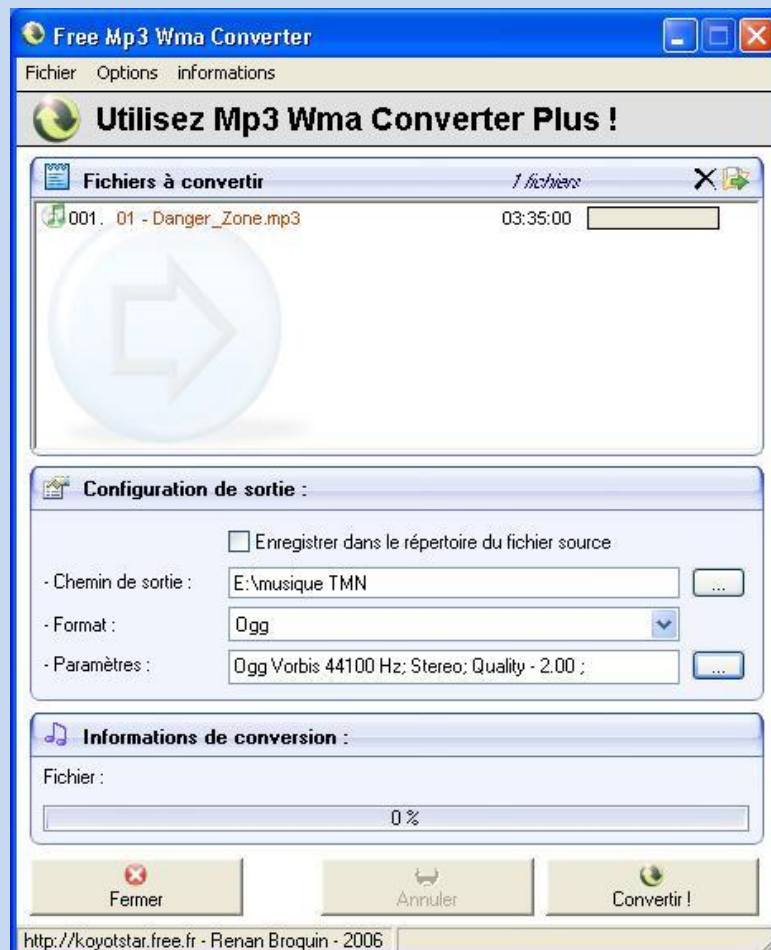 Free Mp3 Wma Converter
Fichier Options informations
Utilisez Mp3 Wma Converter Plus !
Fichiers à convertir 1 fichiers
001. 01 - Danger_Zone.mp3 03:35:00
Configuration de sortie :
Enregistrer dans le répertoire du fichier source
- Chemin de sortie : E:\musique TMN ...
- Format : Ogg
- Paramètres : Ogg Vorbis 44100 Hz; Stereo; Quality - 2.00 ; ...
Informations de conversion :
Fichier :
0 %
Fermer Annuler Convertir !
http://koyotstar.free.fr - Renan Broquin - 2006